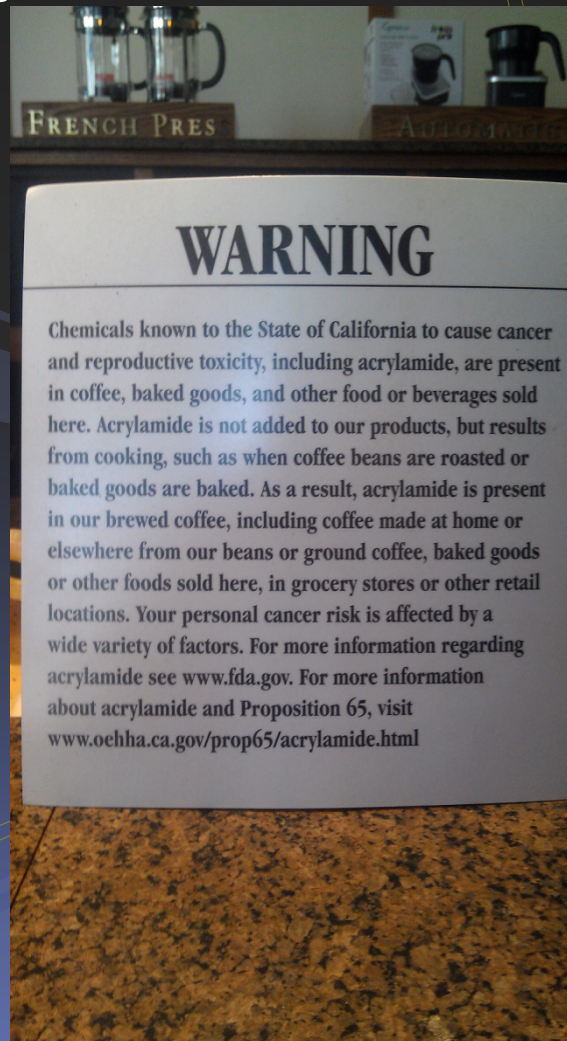 FRENCH PRES
AUTOMATIC
WARNING
Chemicals known to the State of California to cause cancer
and reproductive toxicity, including acrylamide, are present
in coffee, baked goods, and other food or beverages sold
here. Acrylamide is not added to our products, but results
from cooking, such as when coffee beans are roasted or
baked goods are baked. As a result, acrylamide is present
in our brewed coffee, including coffee made at home or
elsewhere from our beans or ground coffee, baked goods
or other foods sold here, in grocery stores or other retail
locations. Your personal cancer risk is affected by a
wide variety of factors. For more information regarding
acrylamide see www.fda.gov. For more information
about acrylamide and Proposition 65, visit
www.oehha.ca.gov/prop65/acrylamide.html